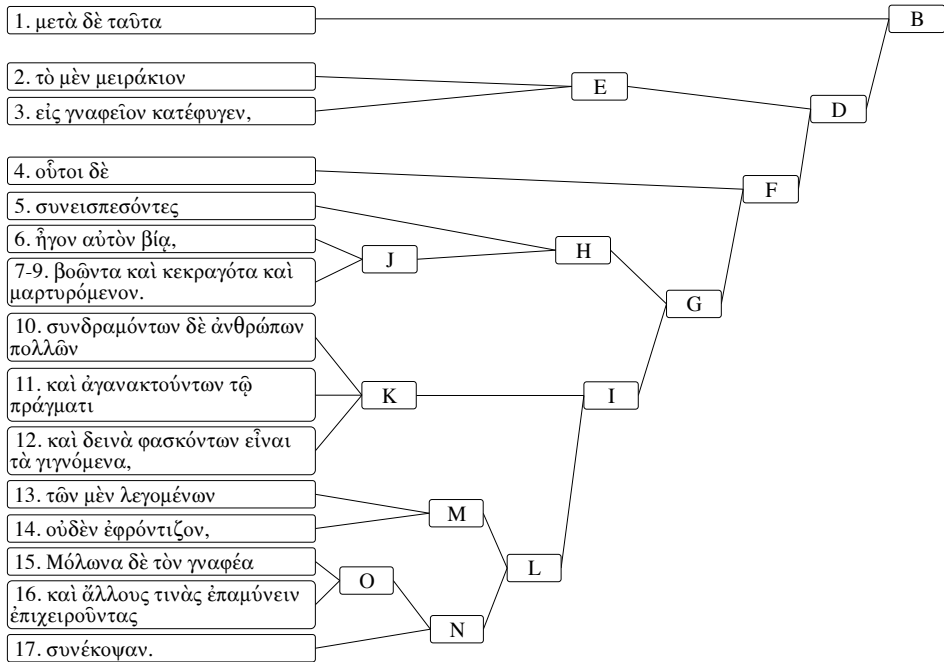 1. μετὰ δὲ ταῦτα
B
2. τὸ μὲν μειράκιον
E
3. εἰς γναφεῖον κατέφυγεν,
D
4. οὗτοι δὲ
F
5. συνεισπεσόντες
6. ἦγον αὐτὸν βίᾳ,
H
J
7-9. βοῶντα καὶ κεκραγότα καὶ
μαρτυρόμενον.
G
10. συνδραμόντων δὲ ἀνθρώπων
πολλῶν
11. καὶ ἀγανακτούντων τῷ
πράγματι
K
I
12. καὶ δεινὰ φασκόντων εἶναι
τὰ γιγνόμενα,
13. τῶν μὲν λεγομένων
M
14. οὐδὲν ἐφρόντιζον,
15. Μόλωνα δὲ τὸν γναφέα
L
O
16. καὶ ἄλλους τινὰς ἐπαμύνειν
ἐπιχειροῦντας
N
17. συνέκοψαν.